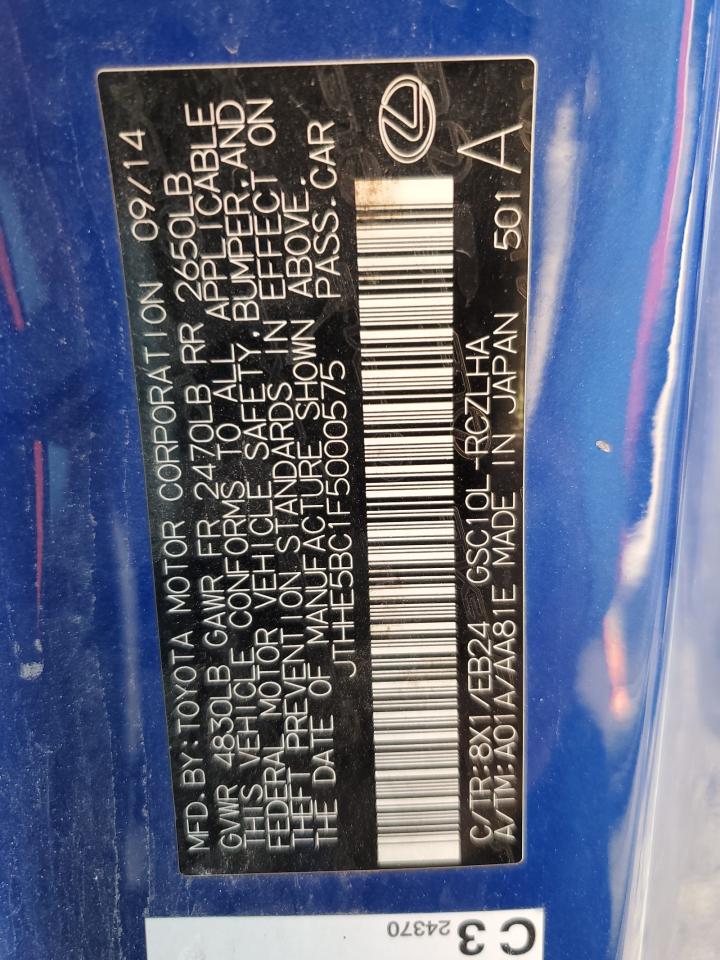 MFD. BY: TOYOTA MOTOR CORPORATION 09/14
GVWR 4830LB GAWR FR 2470LB RR 2650LB
THIS VEHICLE CONFORMS TO ALL APPLICABLE
FEDERAL MOTOR VEHICLE SAFETY. BUMPER. AND
THEFT PREVENTION STANDARDS IN EFFECT ON
THE DATE OF MANUFACTURE SHOWN ABOVE.
JTHHE5BC1F5000575 PASS. CAR
C/TR: 8X1/EB24 GSC10L-RCZLHA
A/TM: A01A/AA81E MADE IN JAPAN 501 A
C 3
24370